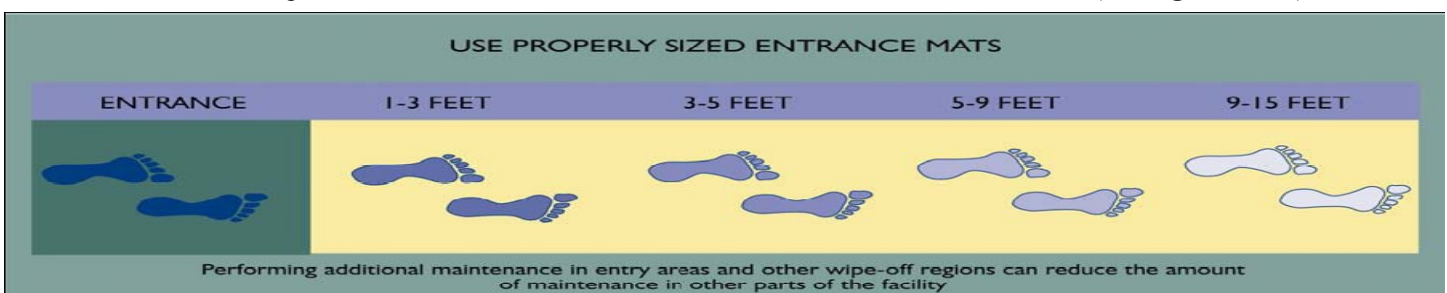 USE PROPERLY SIZED ENTRANCE MATS
ENTRANCE 1-3 FEET 3-5 FEET 5-9 FEET 9-15 FEET
Performing additional maintenance in entry areas and other wipe-off regions can reduce the amount
of maintenance in other parts of the facility